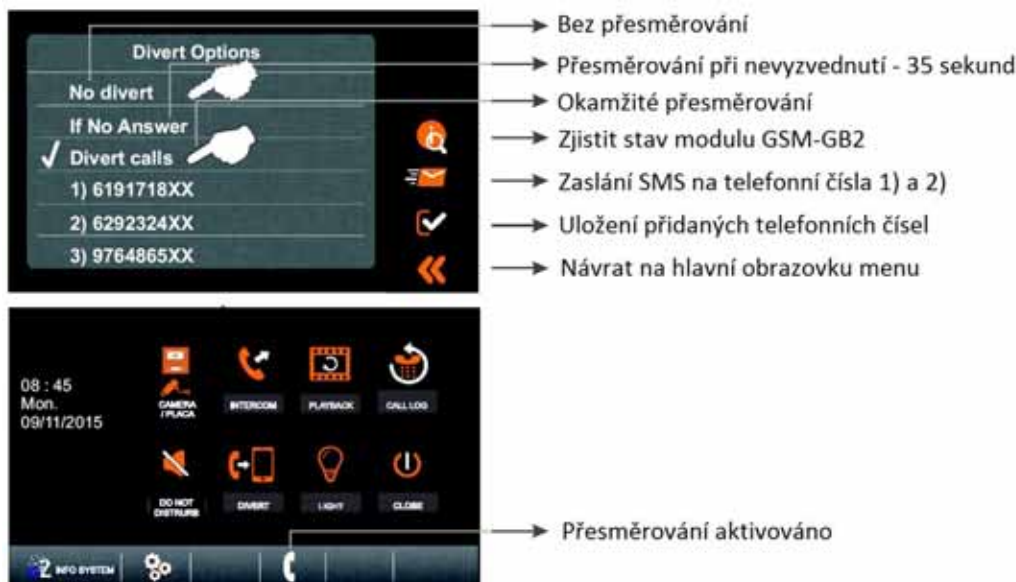 Divert Options
No divert
If No Answer
Divert calls
1) 6191718XX
2) 6292324XX
3) 9764865XX
Bez přesměrování
Přesměrování při nevyzvednutí - 35 sekund
Okamžité přesměrování
Zjistit stav modulu GSM-GB2
Zaslání SMS na telefonní čísla 1) a 2)
Uložení přidaných telefonních čísel
Návrat na hlavní obrazovku menu
08 : 45
Mon.
09/11/2015
CAMERA
/ PLACA
INTERCOM
PLAYBACK
CALL LOG
DO NOT
DISTRURB
DIVERT
LIGHT
CLOSE
2 INFO SYSTEM
Přesměrování aktivováno